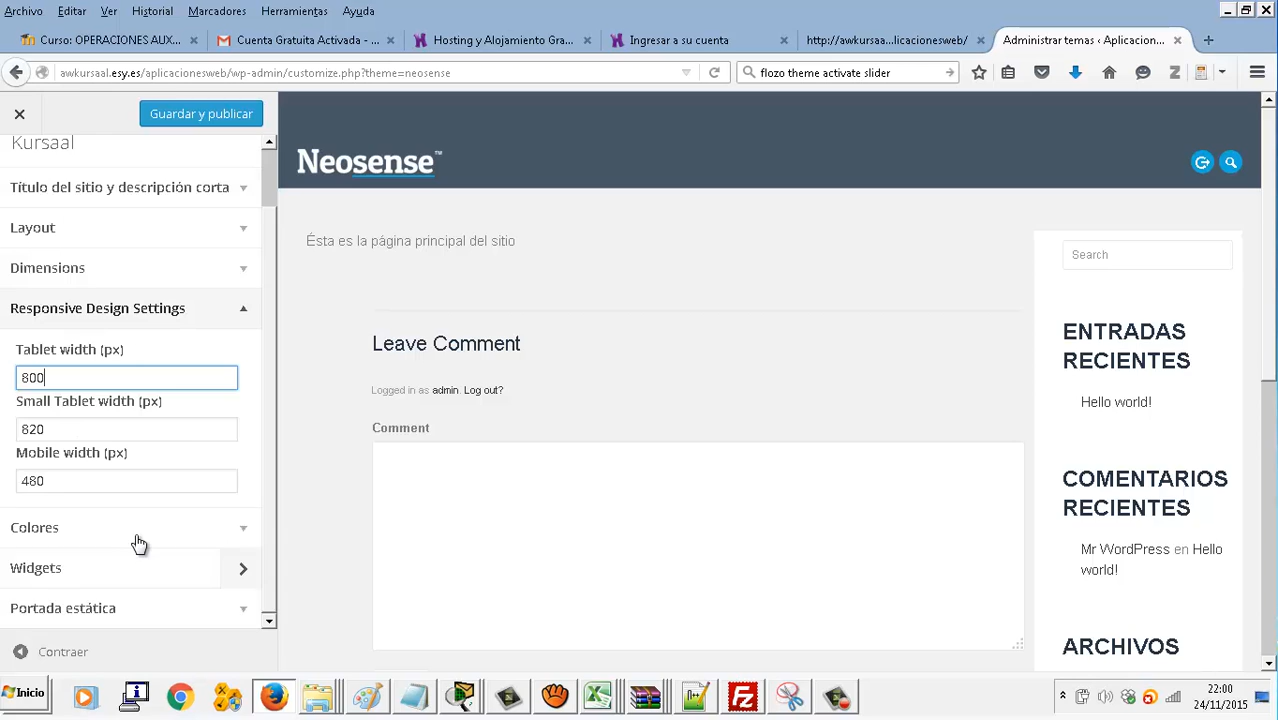 Archivo Editar Ver Historial Marcadores Herramientas Ayuda
Curso: OPERACIONES AUX...
Cuenta Gratuita Activada - ...
Hosting y Alojamiento Gra...
Ingresar a su cuenta
http://awkursaa...licacionesweb/
Administrar temas ‹ Aplicacion...
awkursaal.esy.es/aplicacionesweb/wp-admin/customize.php?theme=neosense
flozo theme activate slider
Guardar y publicar
Kursaal
Título del sitio y descripción corta
Layout
Dimensions
Responsive Design Settings
Tablet width (px)
800
Small Tablet width (px)
820
Mobile width (px)
480
Colores
Widgets
Portada estática
Contraer
Neosense™
Ésta es la página principal del sitio
Leave Comment
Logged in as admin. Log out?
Comment
Search
ENTRADAS
RECIENTES
Hello world!
COMENTARIOS
RECIENTES
Mr WordPress en Hello
world!
ARCHIVOS
Inicio
22:00
24/11/2015